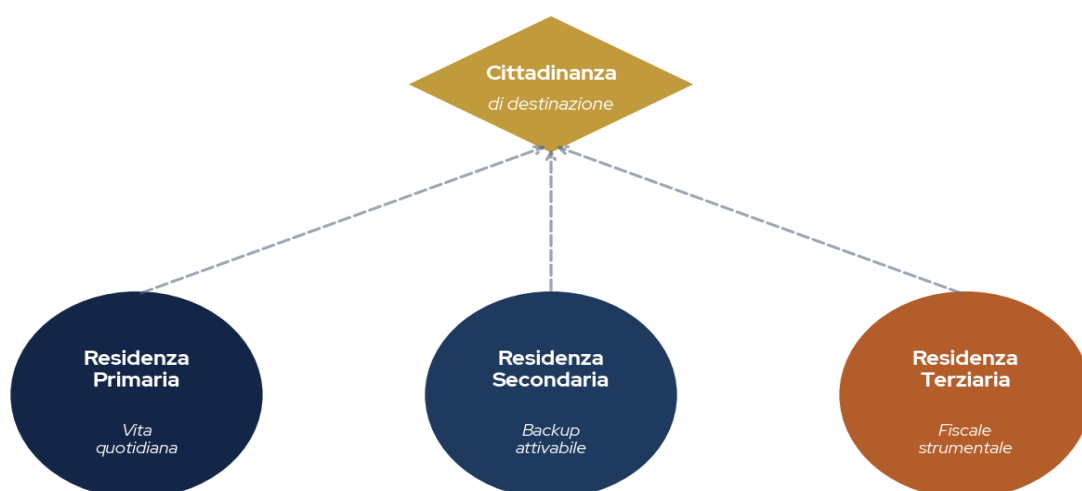 Cittadinanza
di destinazione
Residenza
Primaria
Vita
quotidiana
Residenza
Secondaria
Backup
attivabile
Residenza
Terziaria
Fiscale
strumentale